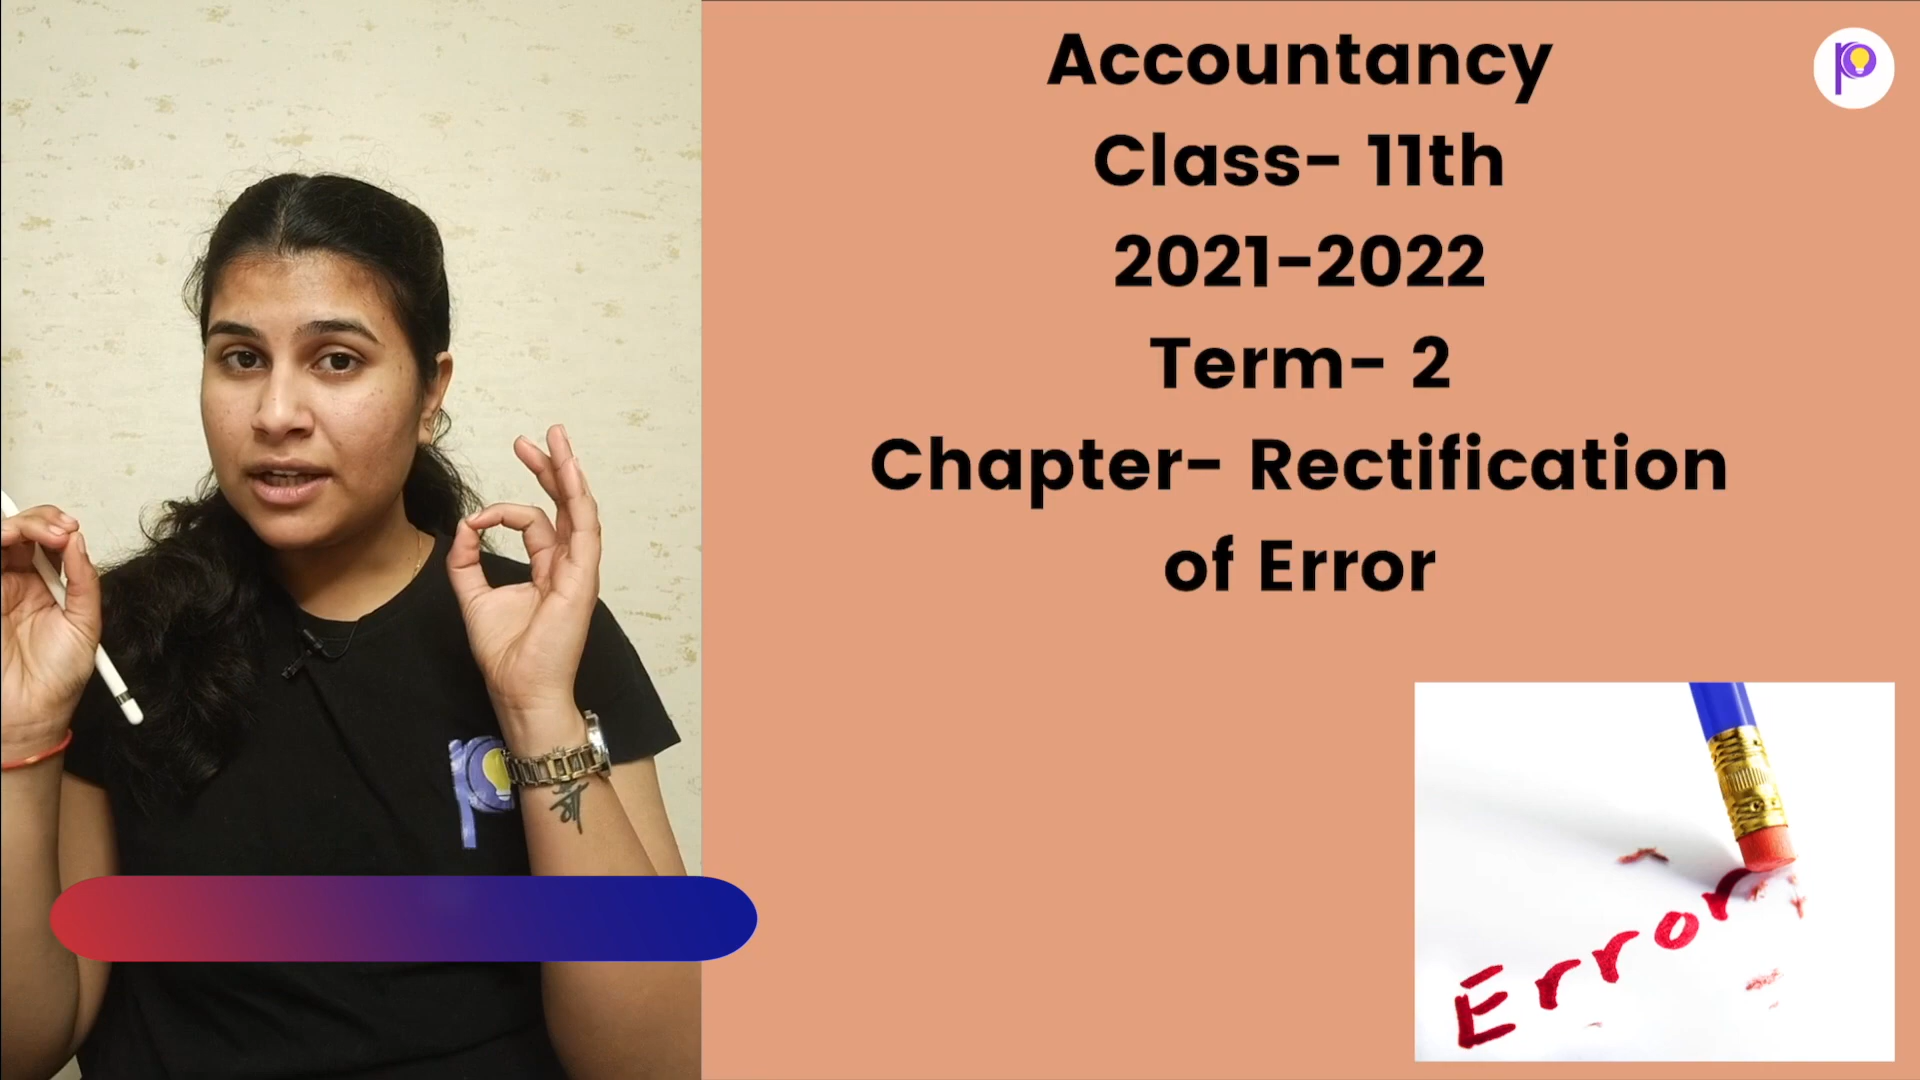 Accountancy
Class- 11th
2021-2022
Term- 2
Chapter- Rectification
of Error
Error
माँ